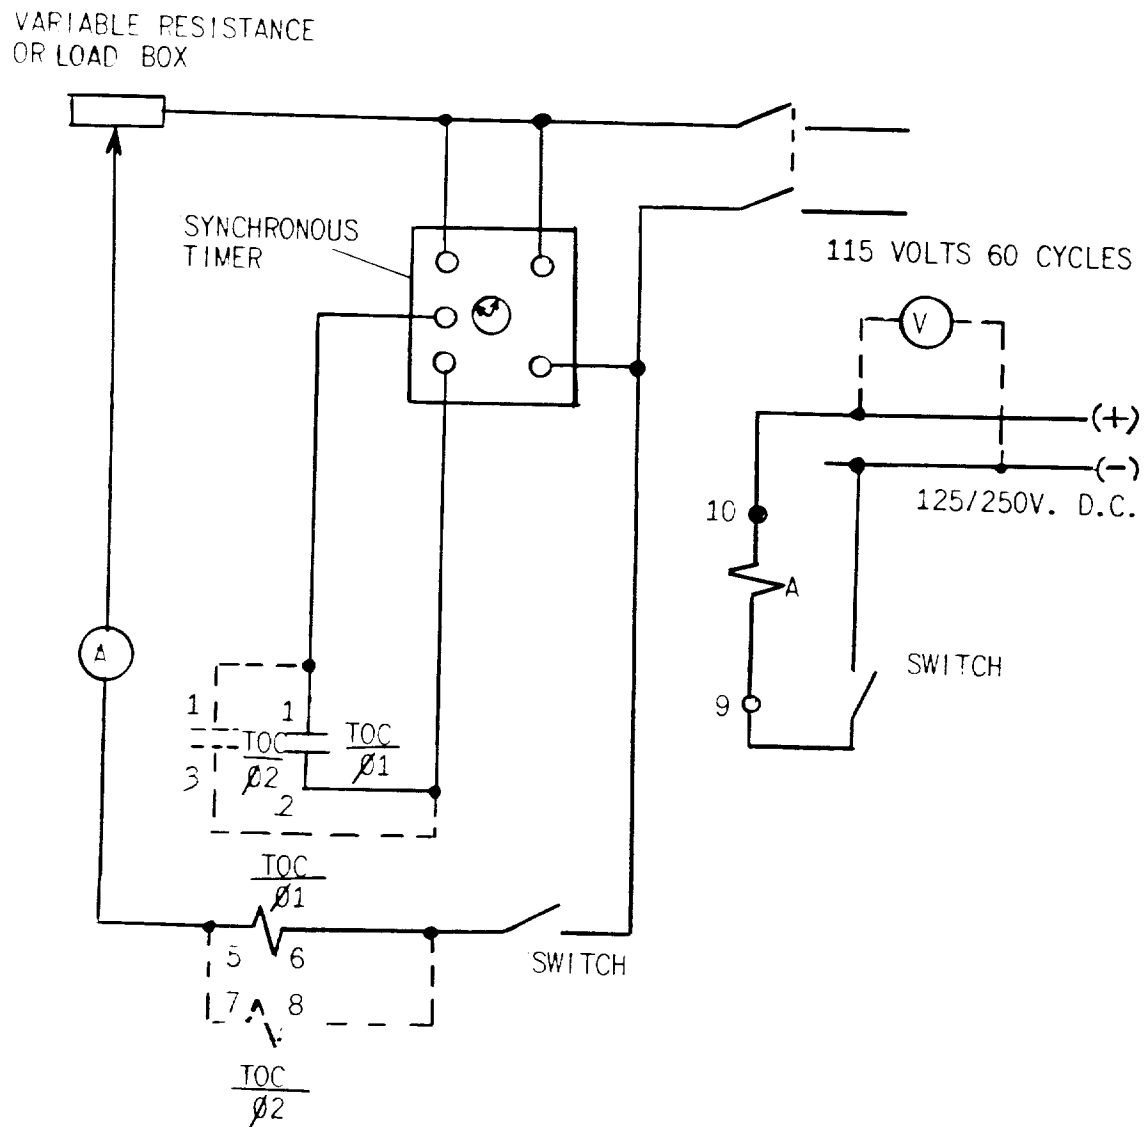 VARIABLE RESISTANCE
OR LOAD BOX
SYNCHRONOUS
TIMER
115 VOLTS 60 CYCLES
V
(+)
(-)
125/250V. D.C.
10
A
SWITCH
9
A
1
1
TOC
Ø2
TOC
Ø1
3
2
TOC
Ø1
5
6
SWITCH
7
8
TOC
Ø2